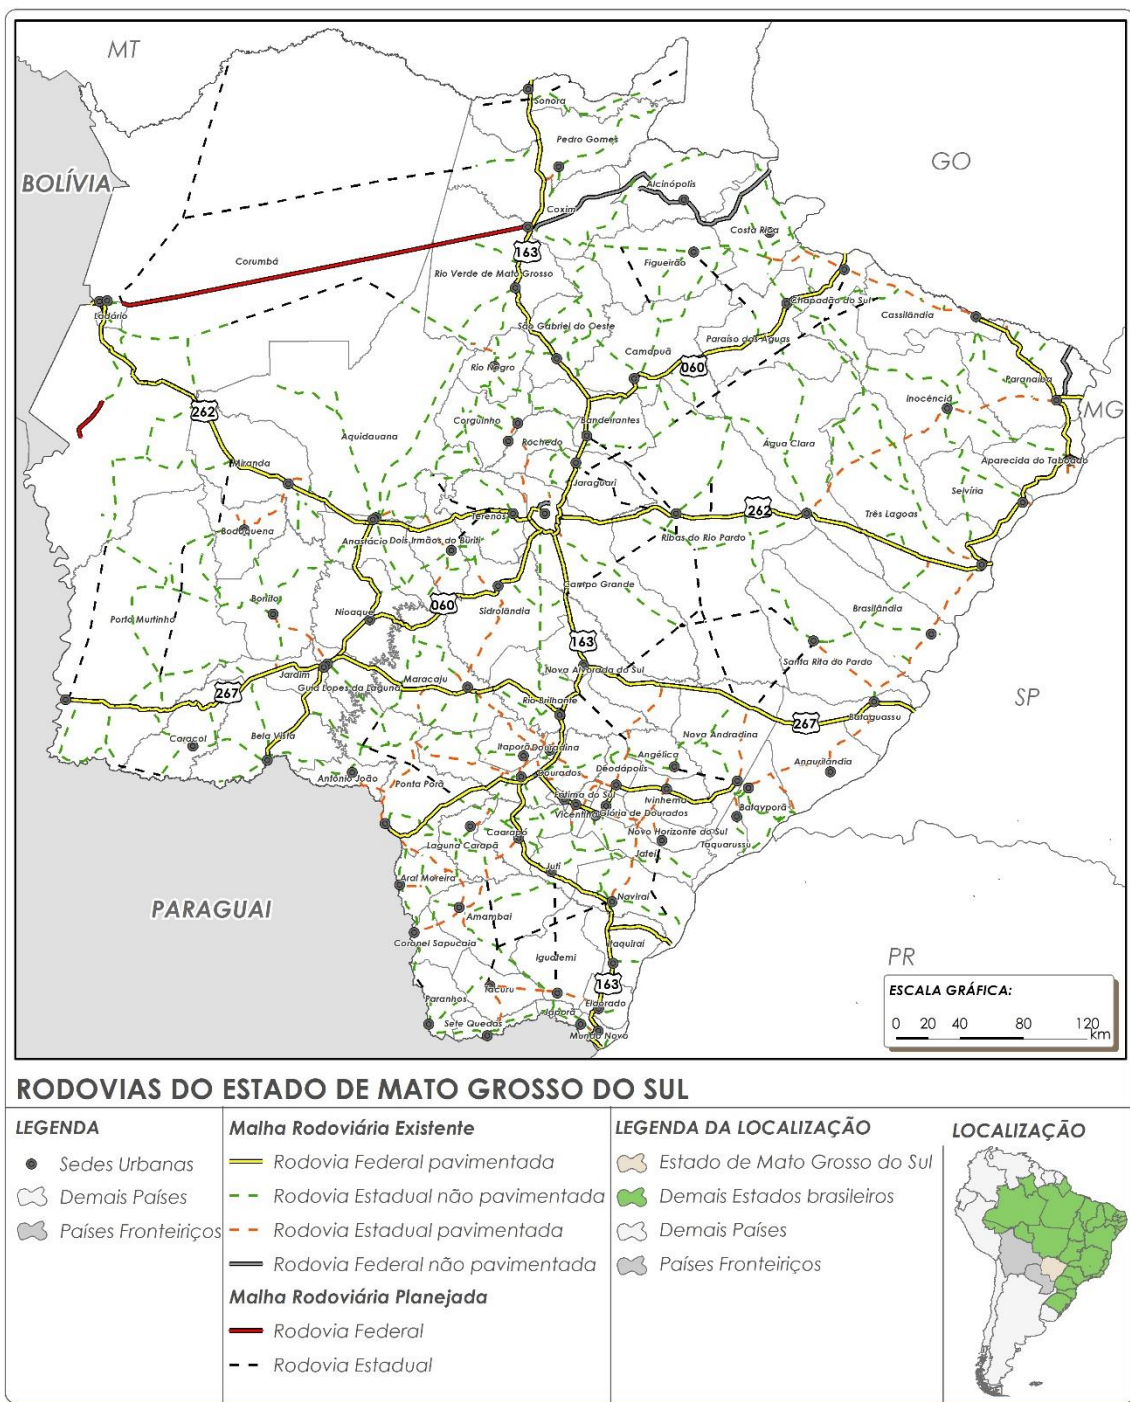 MT
Sonora
Pedro Gomes
GO
BOLÍVIA
Alcinópolis
Coxim
Costa Rica
163
Corumbá
Figueirão
Rio Verde de Mato Grosso
Chapadão do Sul
Ladário
Cassilândia
São Gabriel do Oeste
Paraíso das Águas
Camapuã
060
Rio Negro
Paranaíba
Inocência
MG
262
Corguinho
Bandeirantes
Aquidauana
Rochedo
Água Clara
Miranda
Aparecida do Taboado
Jaraguari
Selvíria
262
Terenos
Três Lagoas
Bodoquena
Anastácio
Dois Irmãos do Buriti
Ribas do Rio Pardo
Campo Grande
Bonito
060
Nioaque
Sidrolândia
Brasilândia
Porto Murtinho
163
Santa Rita do Pardo
Nova Alvorada do Sul
Jardim
Maracaju
267
Guia Lopes da Laguna
SP
Rio Brilhante
Bataguassu
267
Caracol
Bela Vista
Nova Andradina
Itaporã
Douradina
Angélica
Anaurilândia
Antônio João
Dourados
Deodápolis
Ponta Porã
Fátima do Sul
Ivinhema
Batayporã
Vicentina
Glória de Dourados
Caarapó
Novo Horizonte do Sul
Laguna Carapã
Taquarussu
Jateí
Juti
Aral Moreira
Naviraí
PARAGUAI
Amambai
Coronel Sapucaia
Itaquiraí
Iguatemi
PR
163
Tacuru
Paranhos
Eldorado
Japorã
Sete Quedas
Mundo Novo
ESCALA GRÁFICA:
0 20 40 80 120
km
RODOVIAS DO ESTADO DE MATO GROSSO DO SUL
LEGENDA
Sedes Urbanas
Demais Países
Países Fronteiriços
Malha Rodoviária Existente
Rodovia Federal pavimentada
Rodovia Estadual não pavimentada
Rodovia Estadual pavimentada
Rodovia Federal não pavimentada
Malha Rodoviária Planejada
Rodovia Federal
Rodovia Estadual
LEGENDA DA LOCALIZAÇÃO
Estado de Mato Grosso do Sul
Demais Estados brasileiros
Demais Países
Países Fronteiriços
LOCALIZAÇÃO